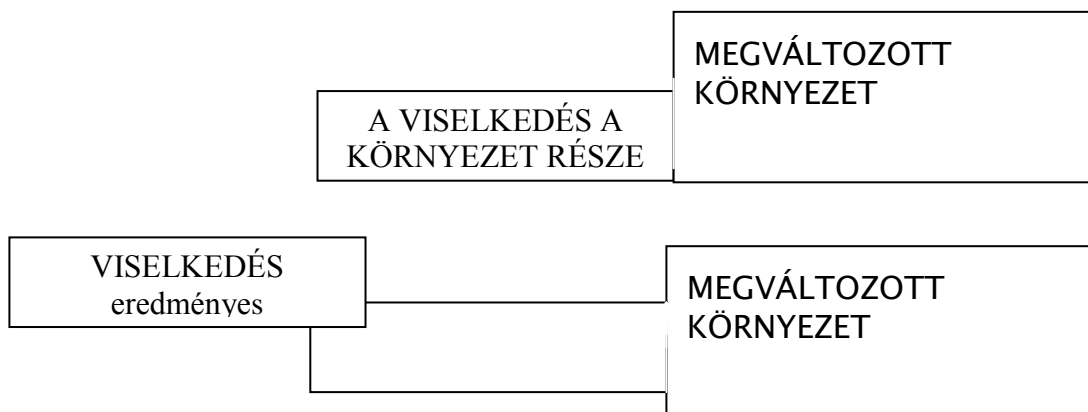 MEGVÁLTOZOTT
KÖRNYEZET
A VISELKEDÉS A
KÖRNYEZET RÉSZE
VISELKEDÉS
eredményes
MEGVÁLTOZOTT
KÖRNYEZET